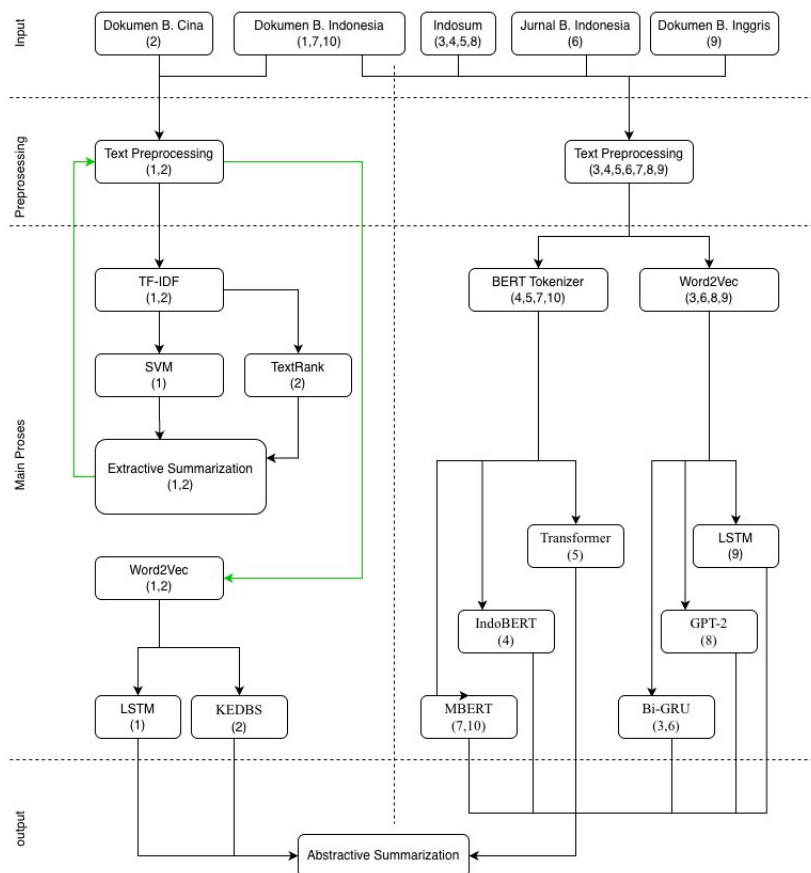 Input
Dokumen B. Cina
(2)
Dokumen B. Indonesia
(1,7,10)
Indosum
(3,4,5,8)
Jurnal B. Indonesia
(6)
Dokumen B. Inggris
(9)
Preprosessing
Text Preprocessing
(1,2)
Text Preprocessing
(3,4,5,6,7,8,9)
Main Proses
TF-IDF
(1,2)
SVM
(1)
TextRank
(2)
Extractive Summarization
(1,2)
Word2Vec
(1,2)
LSTM
(1)
KEDBS
(2)
BERT Tokenizer
(4,5,7,10)
Word2Vec
(3,6,8,9)
Transformer
(5)
LSTM
(9)
IndoBERT
(4)
GPT-2
(8)
MBERT
(7,10)
Bi-GRU
(3,6)
output
Abstractive Summarization